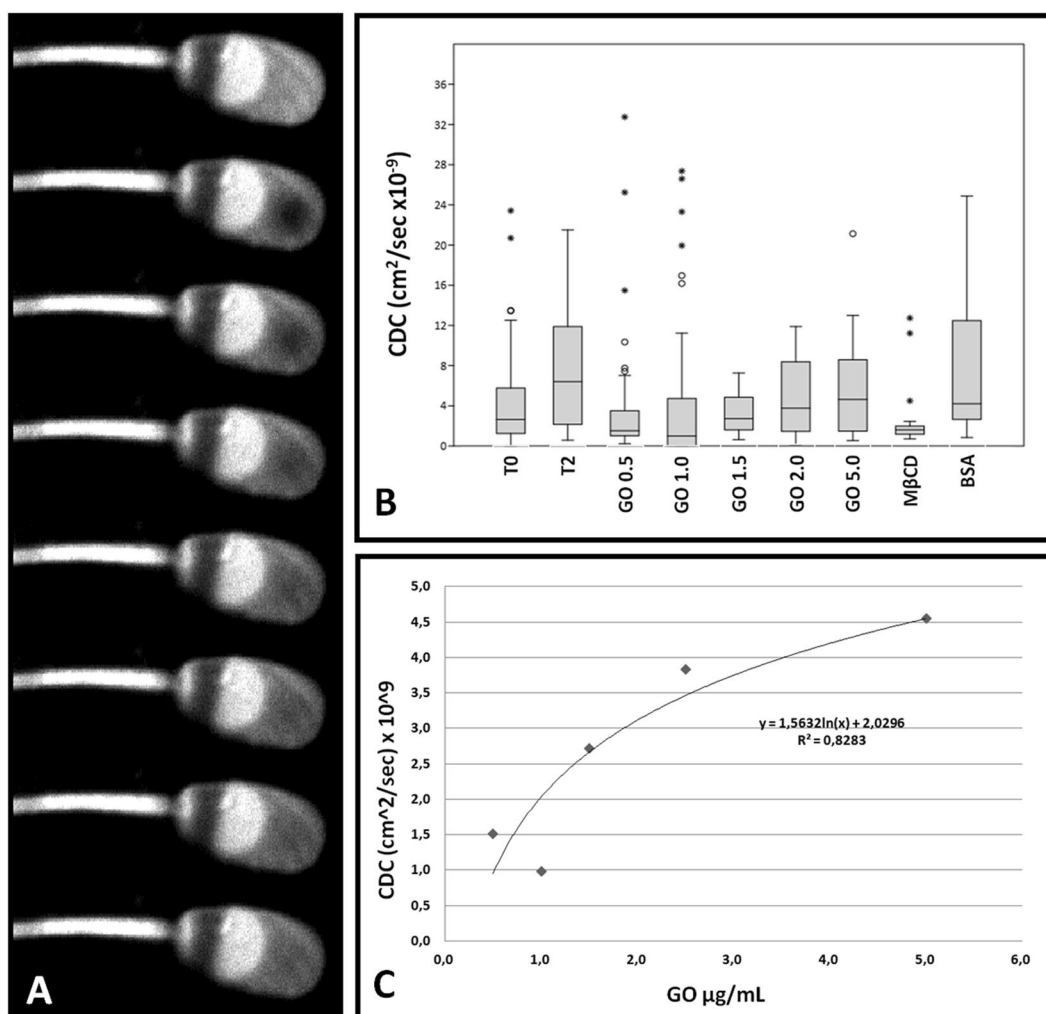 A
CDC (cm²/sec x10⁻⁹)
36
32
28
24
20
16
12
8
4
0
T0
T2
GO 0.5
GO 1.0
GO 1.5
GO 2.0
GO 5.0
MβCD
BSA
B
CDC (cm^2/sec) x 10^9
5,0
4,5
4,0
3,5
3,0
2,5
2,0
1,5
1,0
0,5
0,0
y = 1,5632ln(x) + 2,0296
R² = 0,8283
0,0 1,0 2,0 3,0 4,0 5,0 6,0
GO µg/mL
C